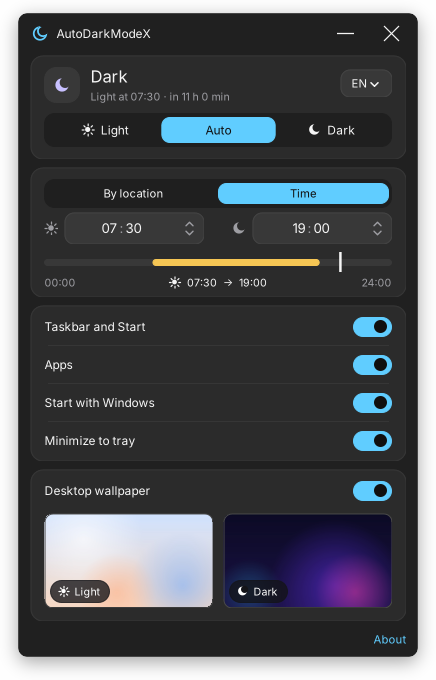 AutoDarkModeX
Dark
Light at 07:30 · in 11 h 0 min
EN
Light
Auto
Dark
By location
Time
07 : 30
19 : 00
00:00
07:30 → 19:00
24:00
Taskbar and Start
Apps
Start with Windows
Minimize to tray
Desktop wallpaper
Light
Dark
About